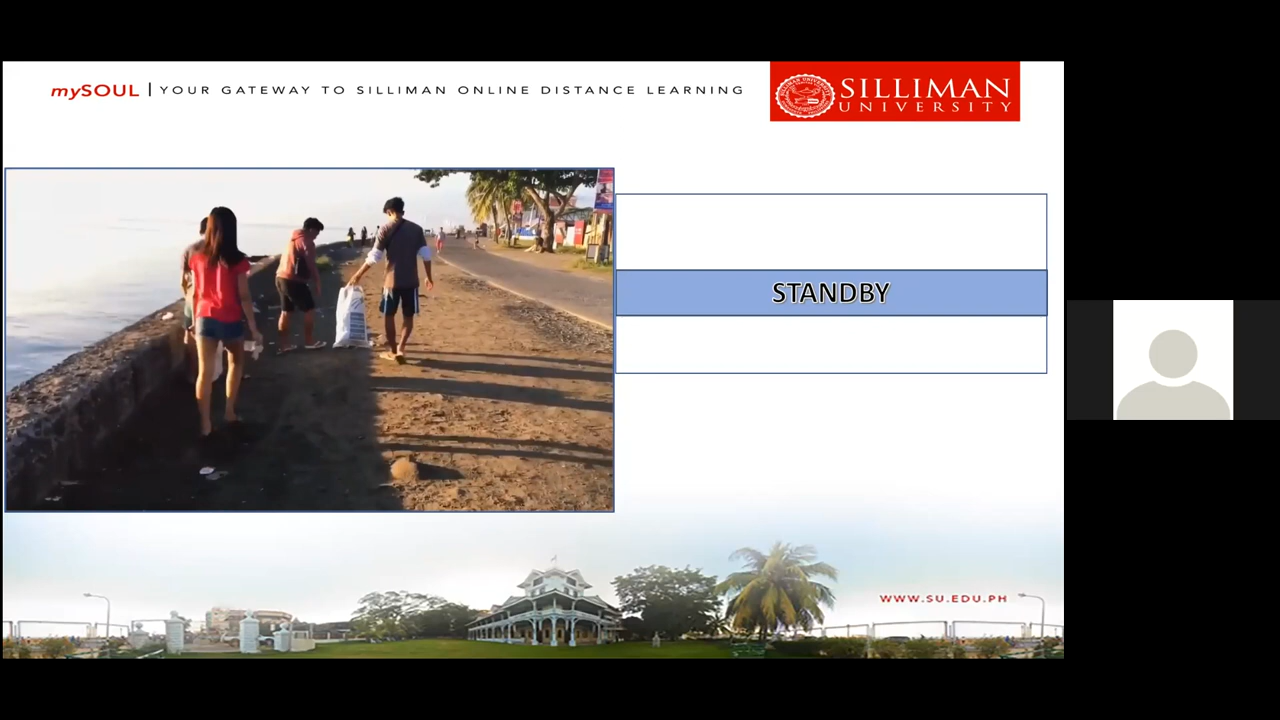 mySOUL | YOUR GATEWAY TO SILLIMAN ONLINE DISTANCE LEARNING
SILLIMAN
UNIVERSITY
STANDBY
WWW.SU.EDU.PH